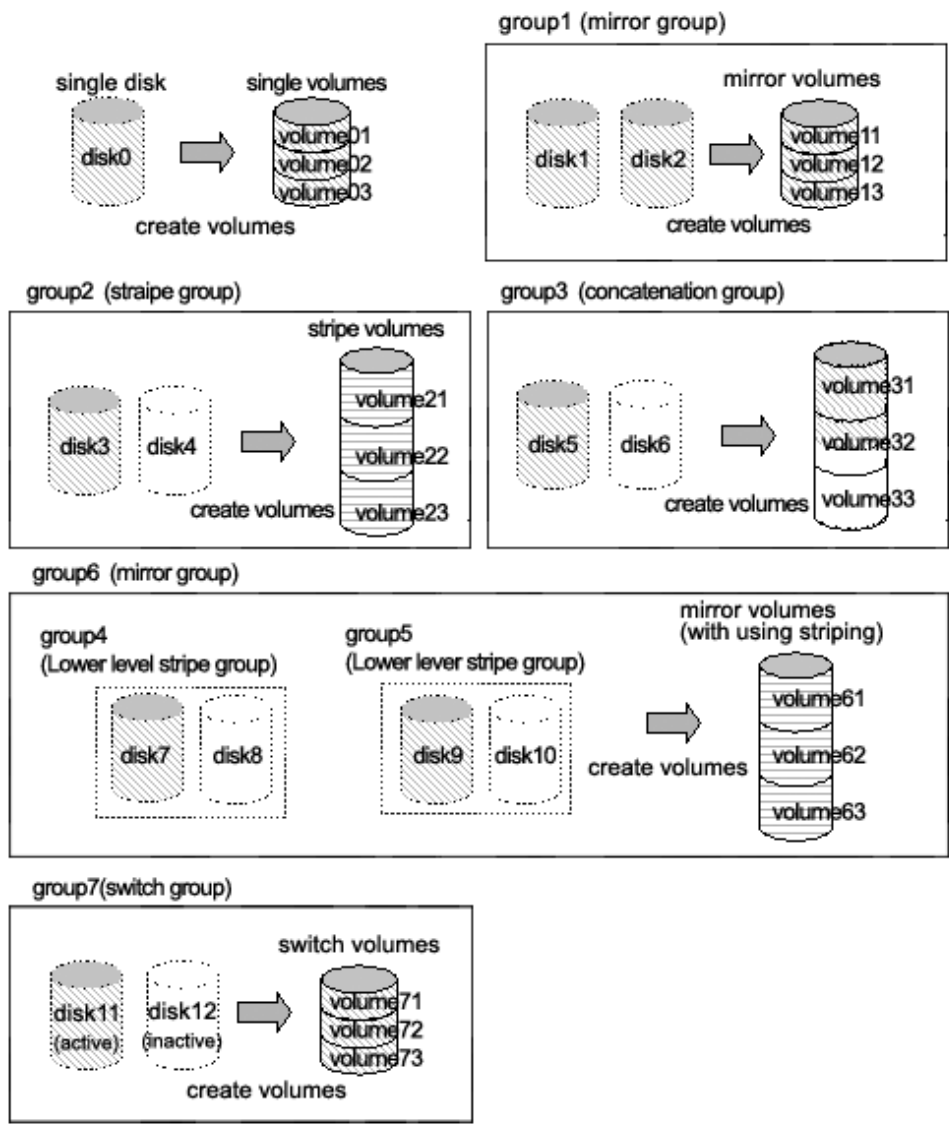 group1 (mirror group)
single disk
single volumes
disk0
volume01
volume02
volume03
create volumes
mirror volumes
disk1
disk2
volume11
volume12
volume13
create volumes
group2 (straipe group)
stripe volumes
disk3
disk4
volume21
volume22
volume23
create volumes
group3 (concatenation group)
disk5
disk6
volume31
volume32
volume33
create volumes
group6 (mirror group)
group4
(Lower level stripe group)
disk7
disk8
group5
(Lower lever stripe group)
disk9
disk10
create volumes
mirror volumes
(with using striping)
volume61
volume62
volume63
group7(switch group)
switch volumes
disk11
(active)
disk12
(inactive)
volume71
volume72
volume73
create volumes